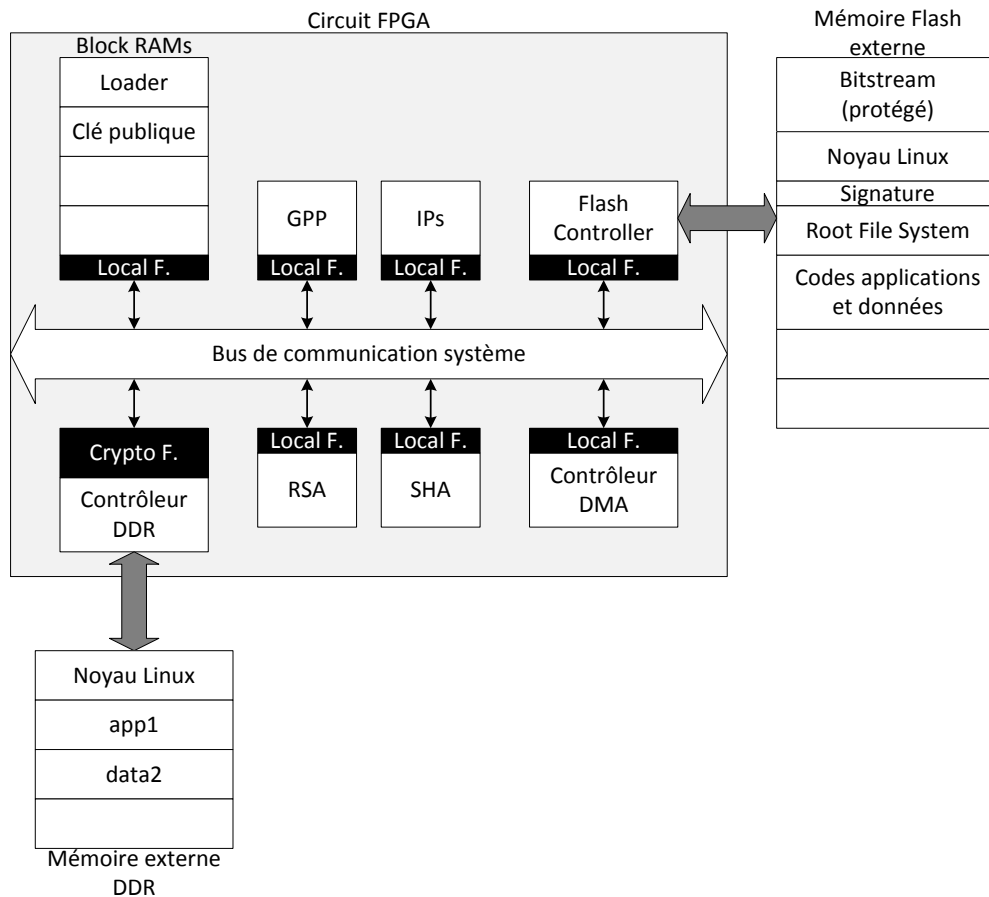 Circuit FPGA
Mémoire Flash
externe
Block RAMs
Loader
Clé publique
Local F.
GPP
Local F.
IPs
Local F.
Flash
Controller
Local F.
Bitstream
(protégé)
Noyau Linux
Signature
Root File System
Codes applications
et données
Bus de communication système
Crypto F.
Contrôleur
DDR
Local F.
RSA
Local F.
SHA
Local F.
Contrôleur
DMA
Noyau Linux
app1
data2
Mémoire externe
DDR